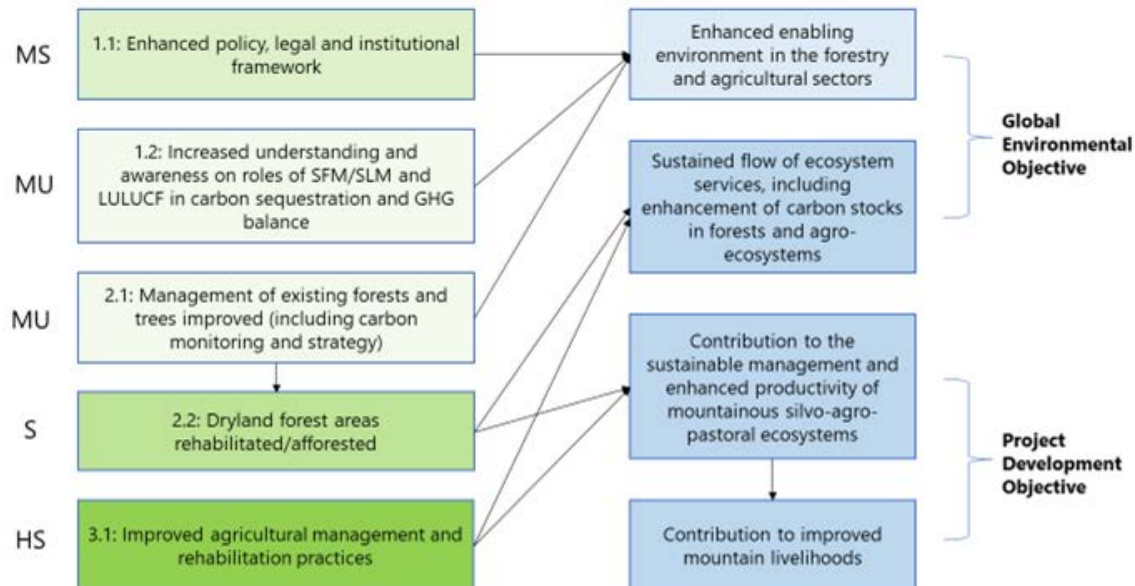 MS
1.1: Enhanced policy, legal and institutional
framework
MU
1.2: Increased understanding and
awareness on roles of SFM/SLM and
LULUCF in carbon sequestration and GHG
balance
MU
2.1: Management of existing forests and
trees improved (including carbon
monitoring and strategy)
S
2.2: Dryland forest areas
rehabilitated/afforested
HS
3.1: Improved agricultural management and
rehabilitation practices
Enhanced enabling
environment in the forestry
and agricultural sectors
Sustained flow of ecosystem
services, including
enhancement of carbon stocks
in forests and agro-
ecosystems
Contribution to the
sustainable management and
enhanced productivity of
mountainous silvo-agro-
pastoral ecosystems
Contribution to improved
mountain livelihoods
Global
Environmental
Objective
Project
Development
Objective